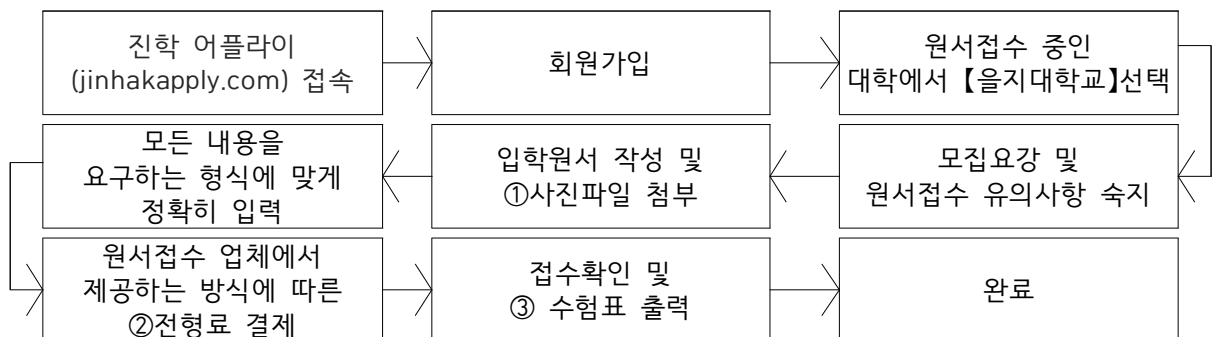 진학 어플라이
(jinhakapply.com) 접속
회원가입
원서접수 중인
대학에서 【을지대학교】선택
모집요강 및
원서접수 유의사항 숙지
입학원서 작성 및
①사진파일 첨부
모든 내용을
요구하는 형식에 맞게
정확히 입력
원서접수 업체에서
제공하는 방식에 따른
②전형료 결제
접수확인 및
③ 수험표 출력
완료